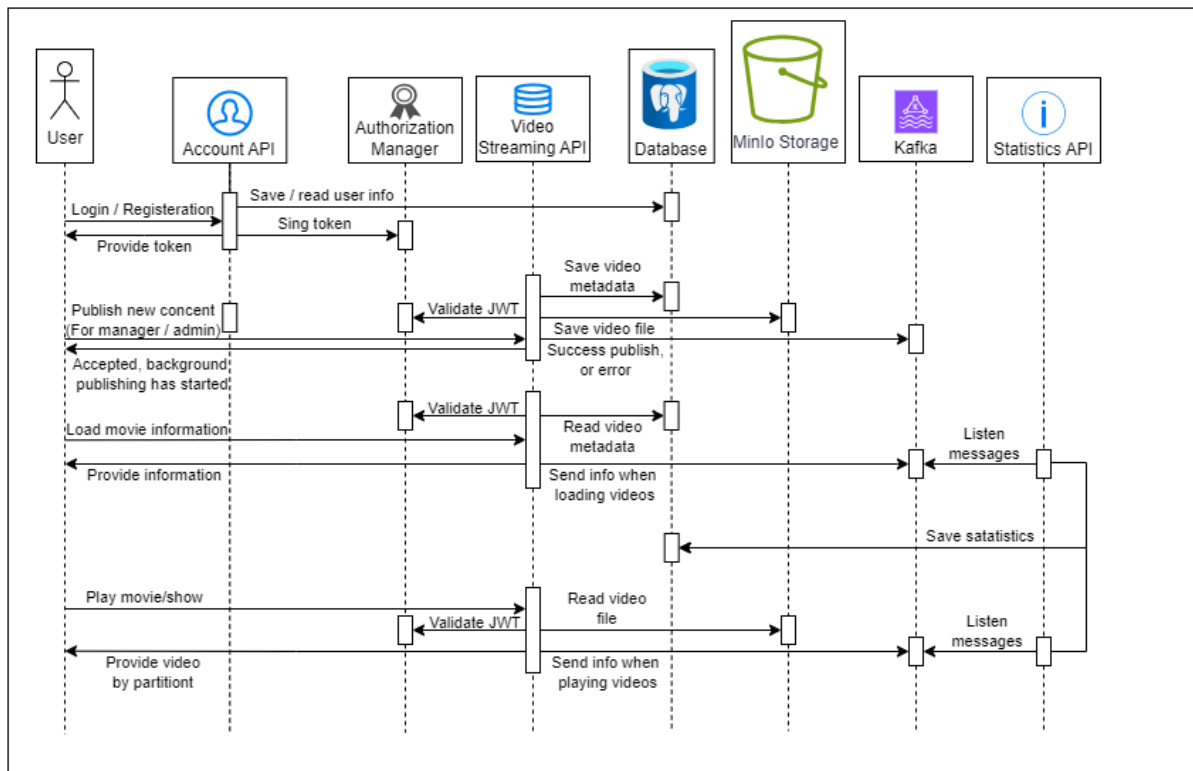 User
Account API
Authorization
Manager
Video
Streaming API
Database
MinIo Storage
Kafka
Statistics API
Save / read user info
Login / Registeration
Sing token
Provide token
Save video
metadata
Publish new concent
(For manager / admin)
Validate JWT
Save video file
Accepted, background
publishing has started
Success publish,
or error
Validate JWT
Load movie information
Read video
metadata
Listen
messages
Provide information
Send info when
loading videos
Save satatistics
Play movie/show
Read video
file
Validate JWT
Listen
messages
Provide video
by partitiont
Send info when
playing videos